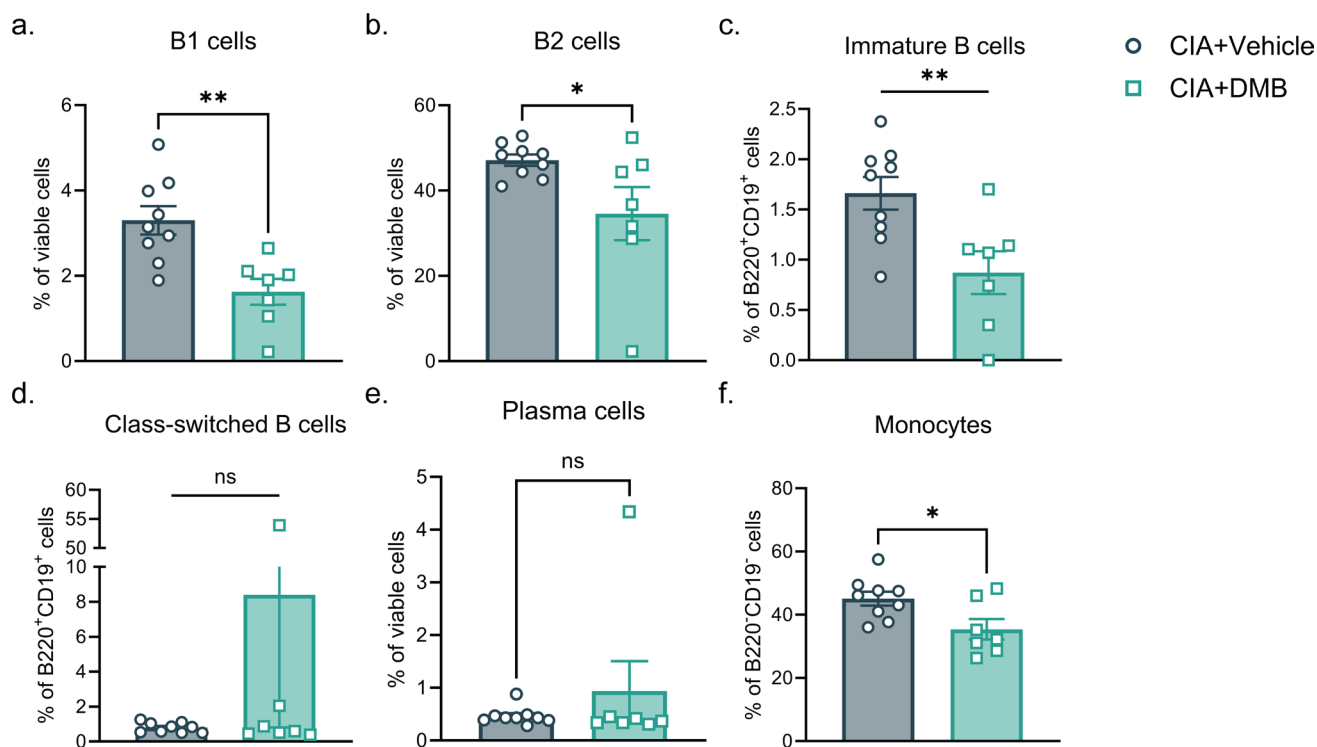 a.
B1 cells
**
% of viable cells
6
4
2
0
b.
B2 cells
*
% of viable cells
60
40
20
0
c.
Immature B cells
**
% of B220⁺CD19⁺ cells
2.5
2.0
1.5
1.0
0.5
0.0
CIA+Vehicle
CIA+DMB
d.
Class-switched B cells
ns
% of B220⁺CD19⁺ cells
60
55
50
10
8
6
4
2
0
e.
Plasma cells
ns
% of viable cells
5
4
3
2
1
0
f.
Monocytes
*
% of B220⁻CD19⁻ cells
80
60
40
20
0